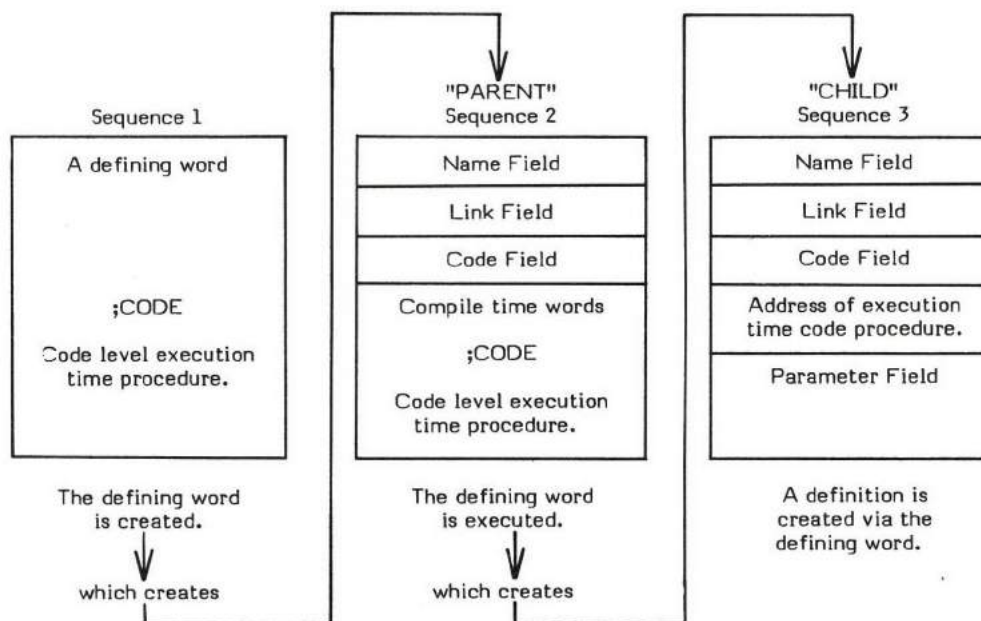 Sequence 1
A defining word
;CODE
Code level execution
time procedure.
The defining word
is created.
which creates
"PARENT"
Sequence 2
Name Field
Link Field
Code Field
Compile time words
;CODE
Code level execution
time procedure.
The defining word
is executed.
which creates
"CHILD"
Sequence 3
Name Field
Link Field
Code Field
Address of execution
time code procedure.
Parameter Field
A definition is
created via the
defining word.